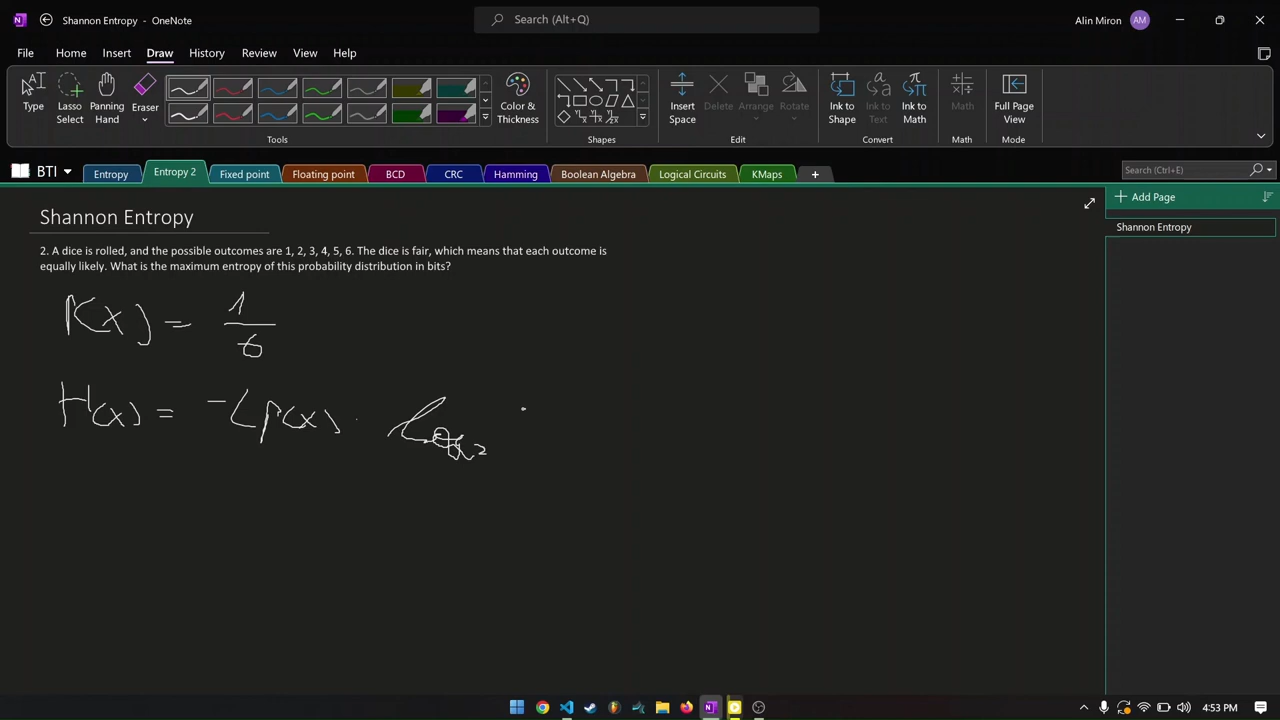 Shannon Entropy - OneNote
Search (Alt+Q)
Alin Miron AM
File Home Insert Draw History Review View Help
Type Lasso Select Panning Hand Eraser Color & Thickness Insert Space Delete Arrange Rotate Ink to Shape Ink to Text Ink to Math Math Full Page View
Tools Shapes Edit Convert Math Mode
BTI Entropy Entropy 2 Fixed point Floating point BCD CRC Hamming Boolean Algebra Logical Circuits KMaps + Search (Ctrl+E)
Add Page
Shannon Entropy
Shannon Entropy
2. A dice is rolled, and the possible outcomes are 1, 2, 3, 4, 5, 6. The dice is fair, which means that each outcome is
equally likely. What is the maximum entropy of this probability distribution in bits?
P(X) = 1
6
H(X) = -( P(X) · log2
4:53 PM